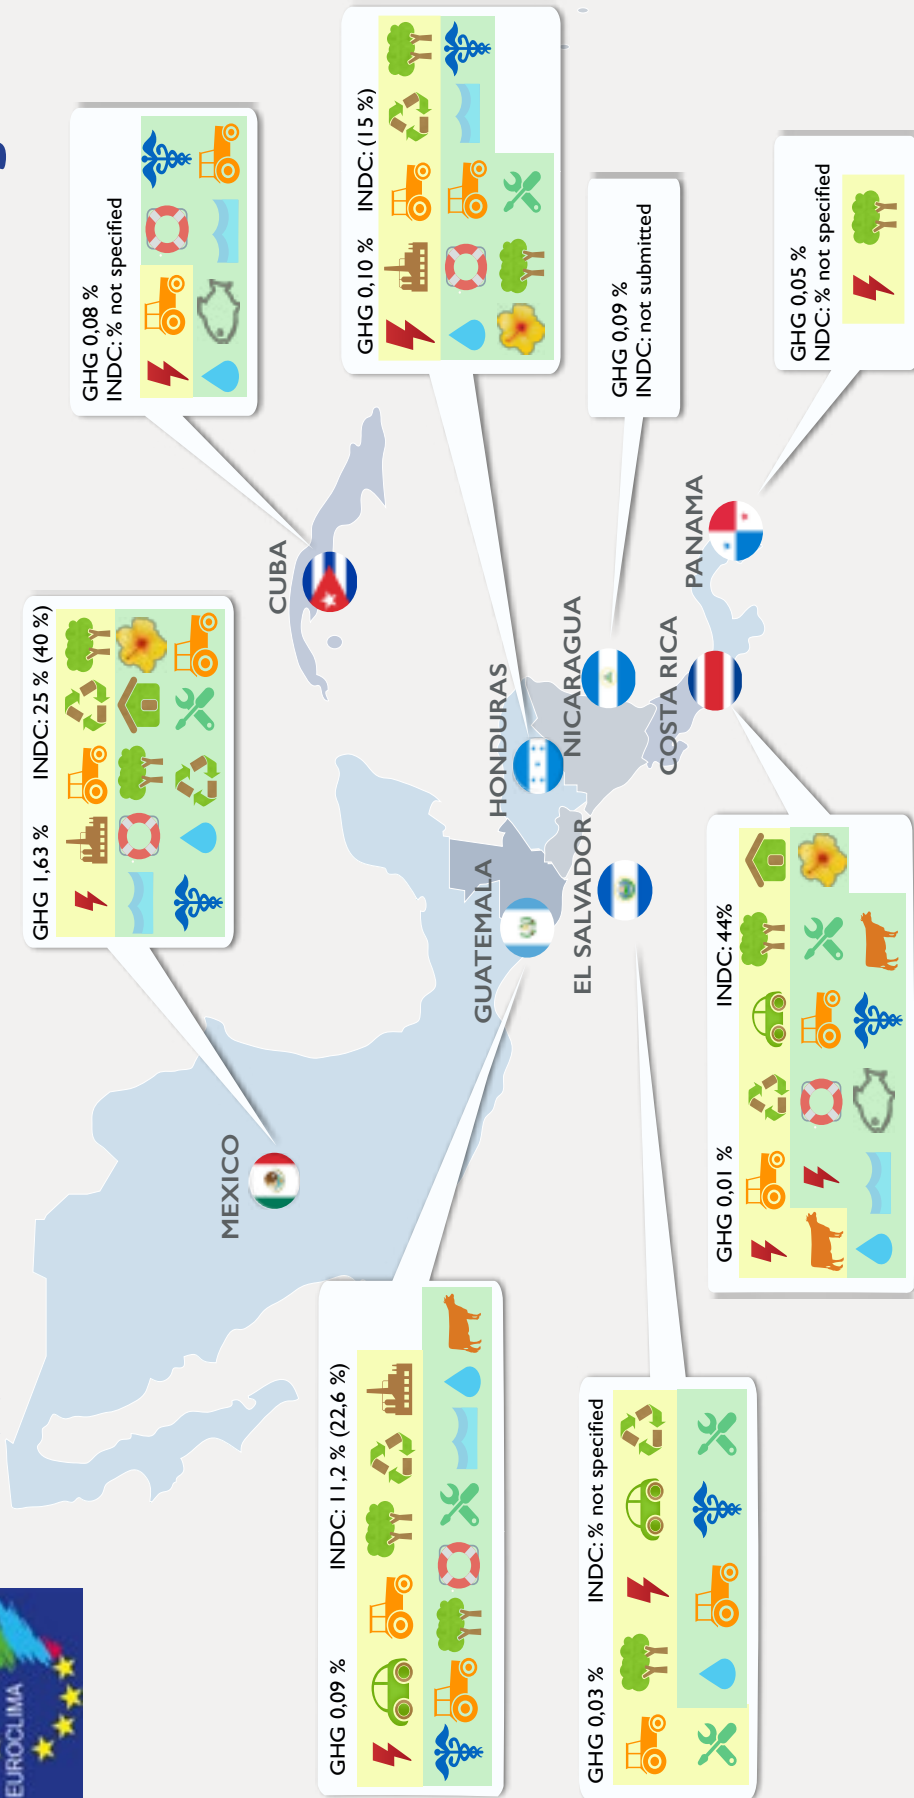 EUROCLIMA
MEXICO
GHG 1,63 % INDC: 25 % (40 %)
CUBA
GHG 0,08 %
INDC: % not specified
GUATEMALA
GHG 0,09 % INDC: 11,2 % (22,6 %)
HONDURAS
GHG 0,10 % INDC: (15 %)
EL SALVADOR
GHG 0,03 % INDC: % not specified
NICARAGUA
GHG 0,09 %
INDC: not submitted
COSTA RICA
GHG 0,01 % INDC: 44%
PANAMA
GHG 0,05 %
NDC: % not specified